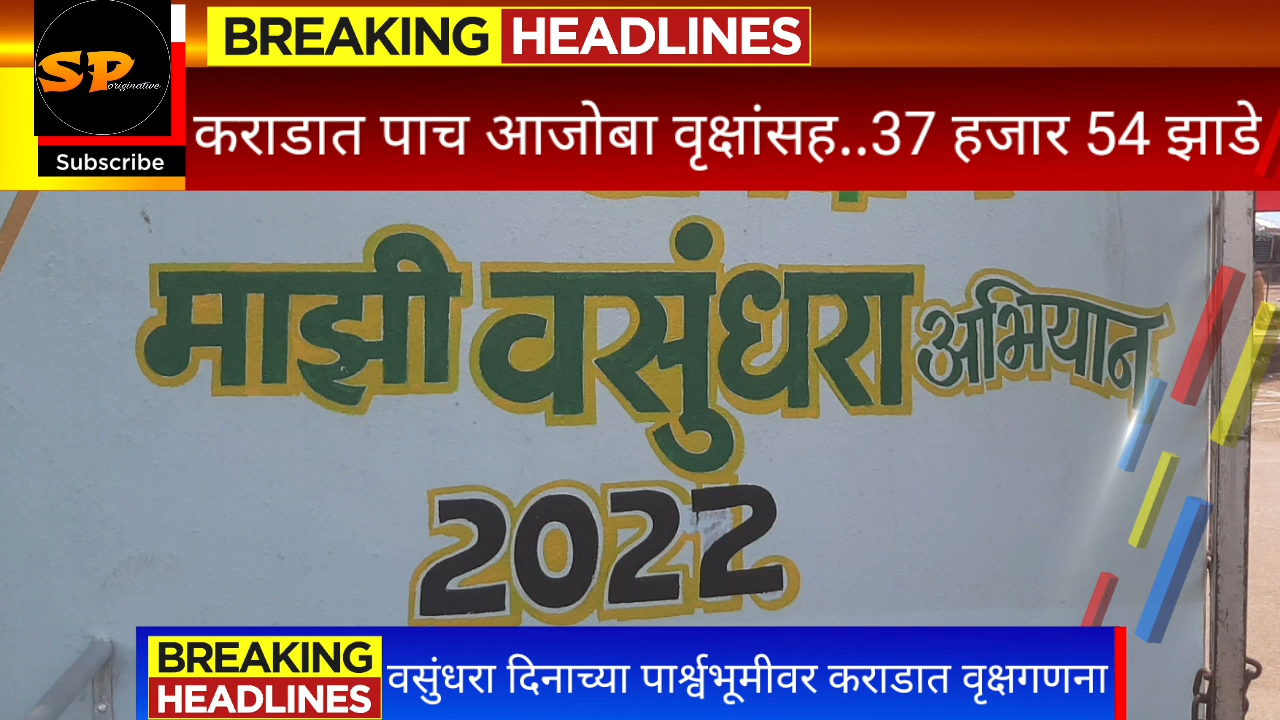 BREAKING HEADLINES
SP
originative
Subscribe
कराडात पाच आजोबा वृक्षांसह..37 हजार 54 झाडे
माझी वसुंधरा अभियान
2022
BREAKING
HEADLINES
वसुंधरा दिनाच्या पार्श्वभूमीवर कराडात वृक्षगणना